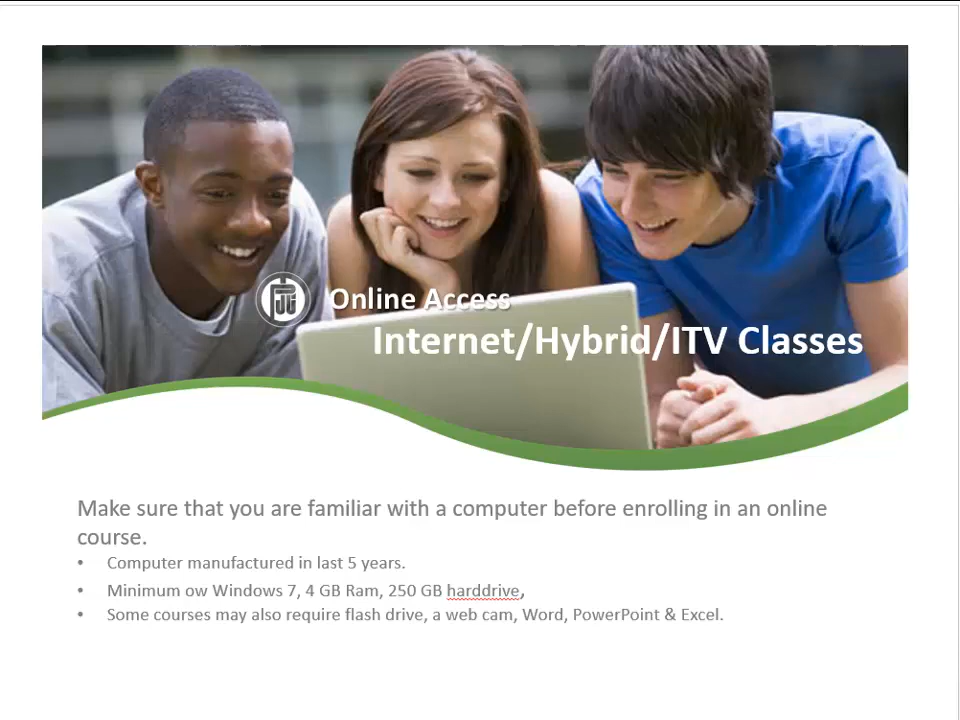 Online Access
Internet/Hybrid/ITV Classes
Make sure that you are familiar with a computer before enrolling in an online
course.
• Computer manufactured in last 5 years.
• Minimum ow Windows 7, 4 GB Ram, 250 GB harddrive,
• Some courses may also require flash drive, a web cam, Word, PowerPoint & Excel.